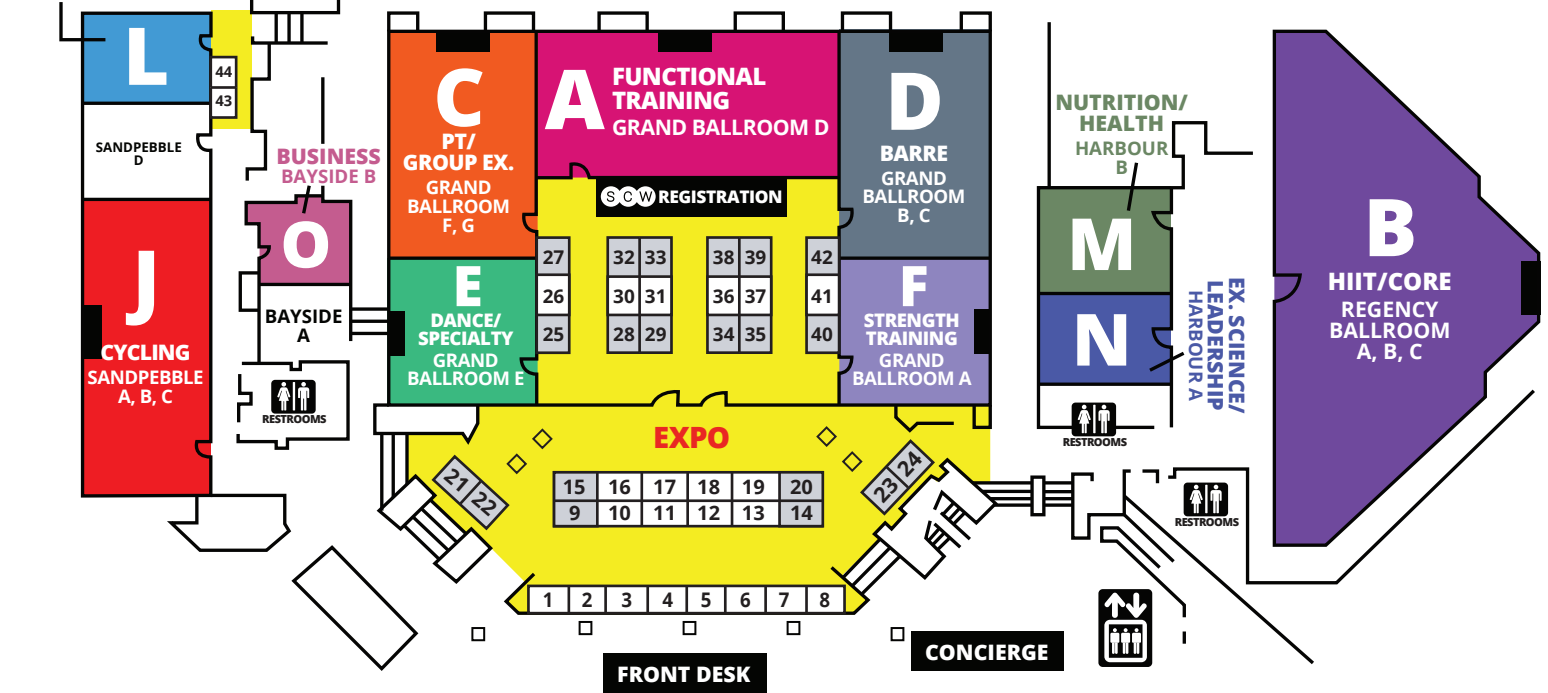 L
44
43
SANDPEBBLE
D
J
CYCLING
SANDPEBBLE
A, B, C
BUSINESS
BAYSIDE B
O
BAYSIDE
A
RESTROOMS
C
PT/
GROUP EX.
GRAND
BALLROOM
F, G
E
DANCE/
SPECIALTY
GRAND
BALLROOM E
A
FUNCTIONAL
TRAINING
GRAND BALLROOM D
SCW REGISTRATION
27 32 33 38 39 42
26 30 31 36 37 41
25 28 29 34 35 40
D
BARRE
GRAND
BALLROOM
B, C
F
STRENGTH
TRAINING
GRAND
BALLROOM A
EXPO
21 22
15 16 17 18 19 20
9 10 11 12 13 14
23 24
1 2 3 4 5 6 7 8
FRONT DESK
CONCIERGE
NUTRITION/
HEALTH
HARBOUR
B
M
N
EX. SCIENCE/
LEADERSHIP
HARBOUR A
RESTROOMS
RESTROOMS
B
HIIT/CORE
REGENCY
BALLROOM
A, B, C